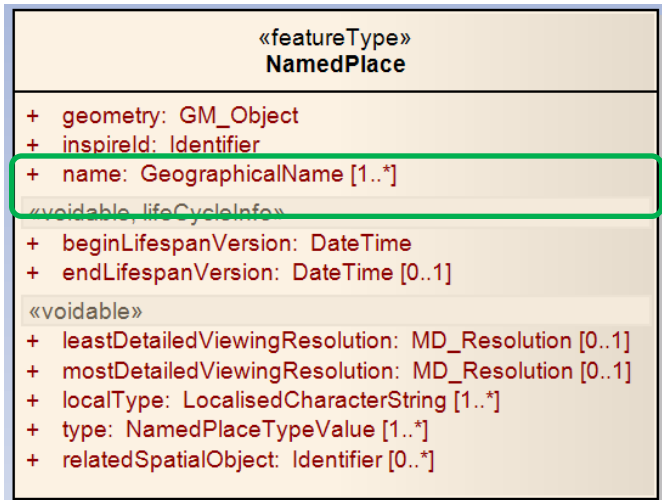 «featureType»
NamedPlace
+ geometry: GM_Object
+ inspireId: Identifier
+ name: GeographicalName [1..*]
«voidable, lifeCycleInfo»
+ beginLifespanVersion: DateTime
+ endLifespanVersion: DateTime [0..1]
«voidable»
+ leastDetailedViewingResolution: MD_Resolution [0..1]
+ mostDetailedViewingResolution: MD_Resolution [0..1]
+ localType: LocalisedCharacterString [1..*]
+ type: NamedPlaceTypeValue [1..*]
+ relatedSpatialObject: Identifier [0..*]